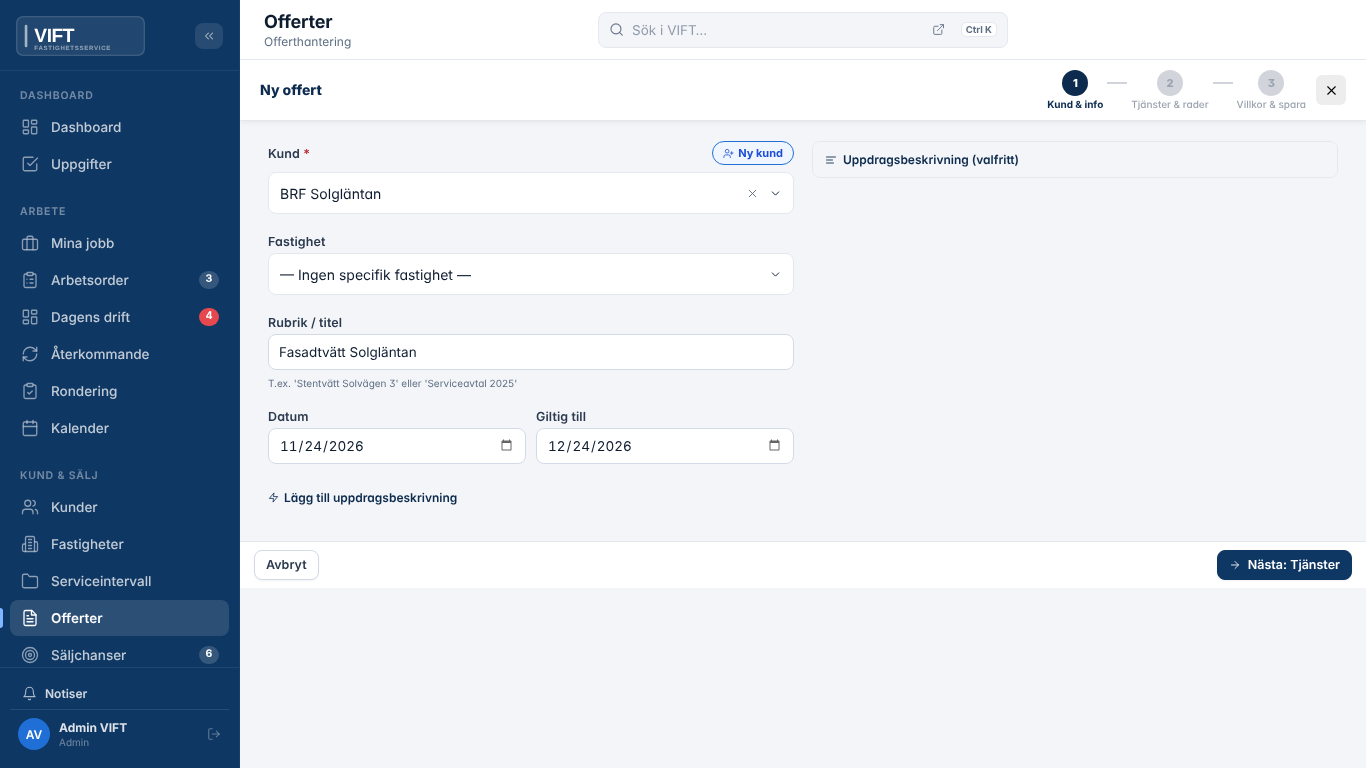 VIFT
FASTIGHETSSERVICE
DASHBOARD
Dashboard
Uppgifter
ARBETE
Mina jobb
Arbetsorder 3
Dagens drift 4
Återkommande
Rondering
Kalender
KUND & SÄLJ
Kunder
Fastigheter
Serviceintervall
Offerter
Säljchanser 6
Notiser
AV Admin VIFT
Admin
Offerter
Offerthantering
Sök i VIFT... Ctrl K
Ny offert
1 2 3
Kund & info Tjänster & rader Villkor & spara
Kund * Ny kund
BRF Solgläntan
Fastighet
— Ingen specifik fastighet —
Rubrik / titel
Fasadtvätt Solgläntan
T.ex. 'Stentvätt Solvägen 3' eller 'Serviceavtal 2025'
Datum Giltig till
11/24/2026 12/24/2026
Lägg till uppdragsbeskrivning
Uppdragsbeskrivning (valfritt)
Avbryt Nästa: Tjänster